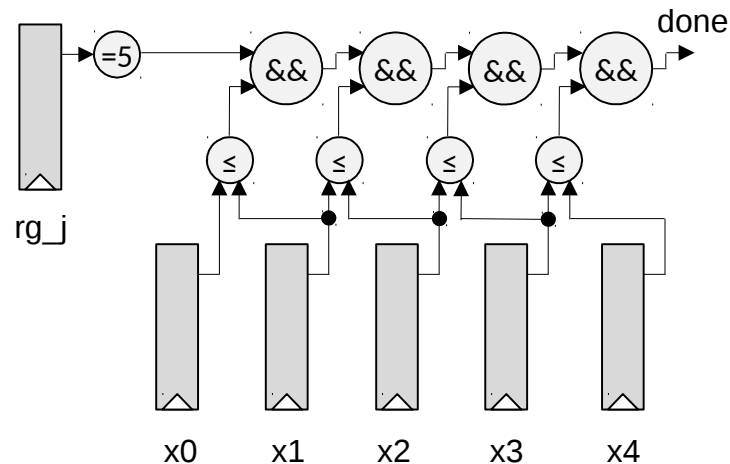 done
=5 && && && &&
≤ ≤ ≤ ≤
rg_j
x0 x1 x2 x3 x4